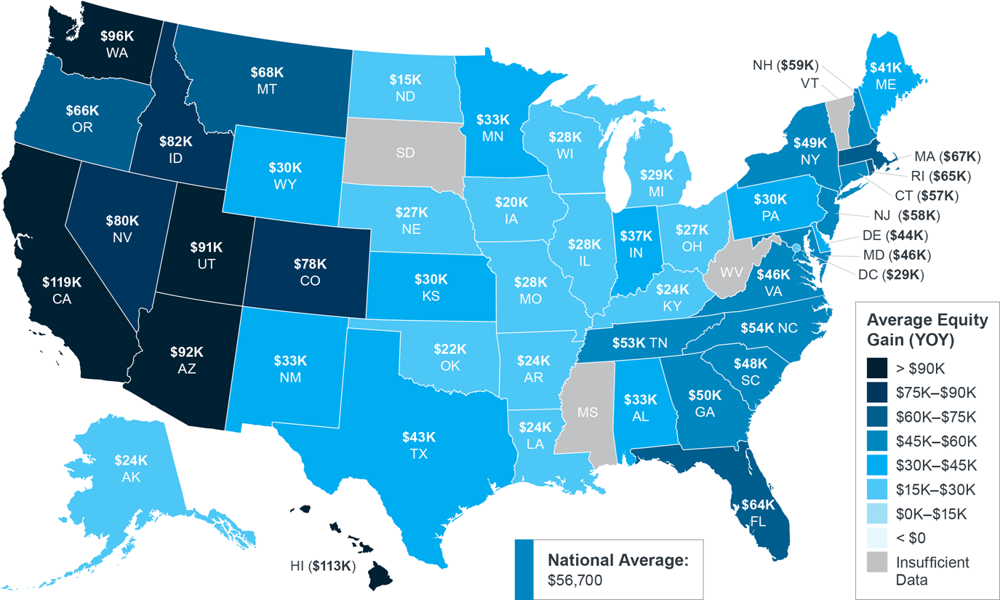 $96K
WA
$66K
OR
$82K
ID
$68K
MT
$30K
WY
$119K
CA
$80K
NV
$91K
UT
$78K
CO
$92K
AZ
$33K
NM
$15K
ND
SD
$27K
NE
$30K
KS
$22K
OK
$43K
TX
$33K
MN
$20K
IA
$28K
MO
$24K
AR
$24K
LA
$28K
WI
$28K
IL
$29K
MI
$37K
IN
$27K
OH
$24K
KY
$53K TN
MS
$33K
AL
$50K
GA
$64K
FL
$48K
SC
$54K NC
$46K
VA
WV
$30K
PA
$49K
NY
$41K
ME
NH ($59K)
VT
MA ($67K)
RI ($65K)
CT ($57K)
NJ ($58K)
DE ($44K)
MD ($46K)
DC ($29K)
$24K
AK
HI ($113K)
National Average:
$56,700
Average Equity
Gain (YOY)
> $90K
$75K–$90K
$60K–$75K
$45K–$60K
$30K–$45K
$15K–$30K
$0K–$15K
< $0
Insufficient
Data